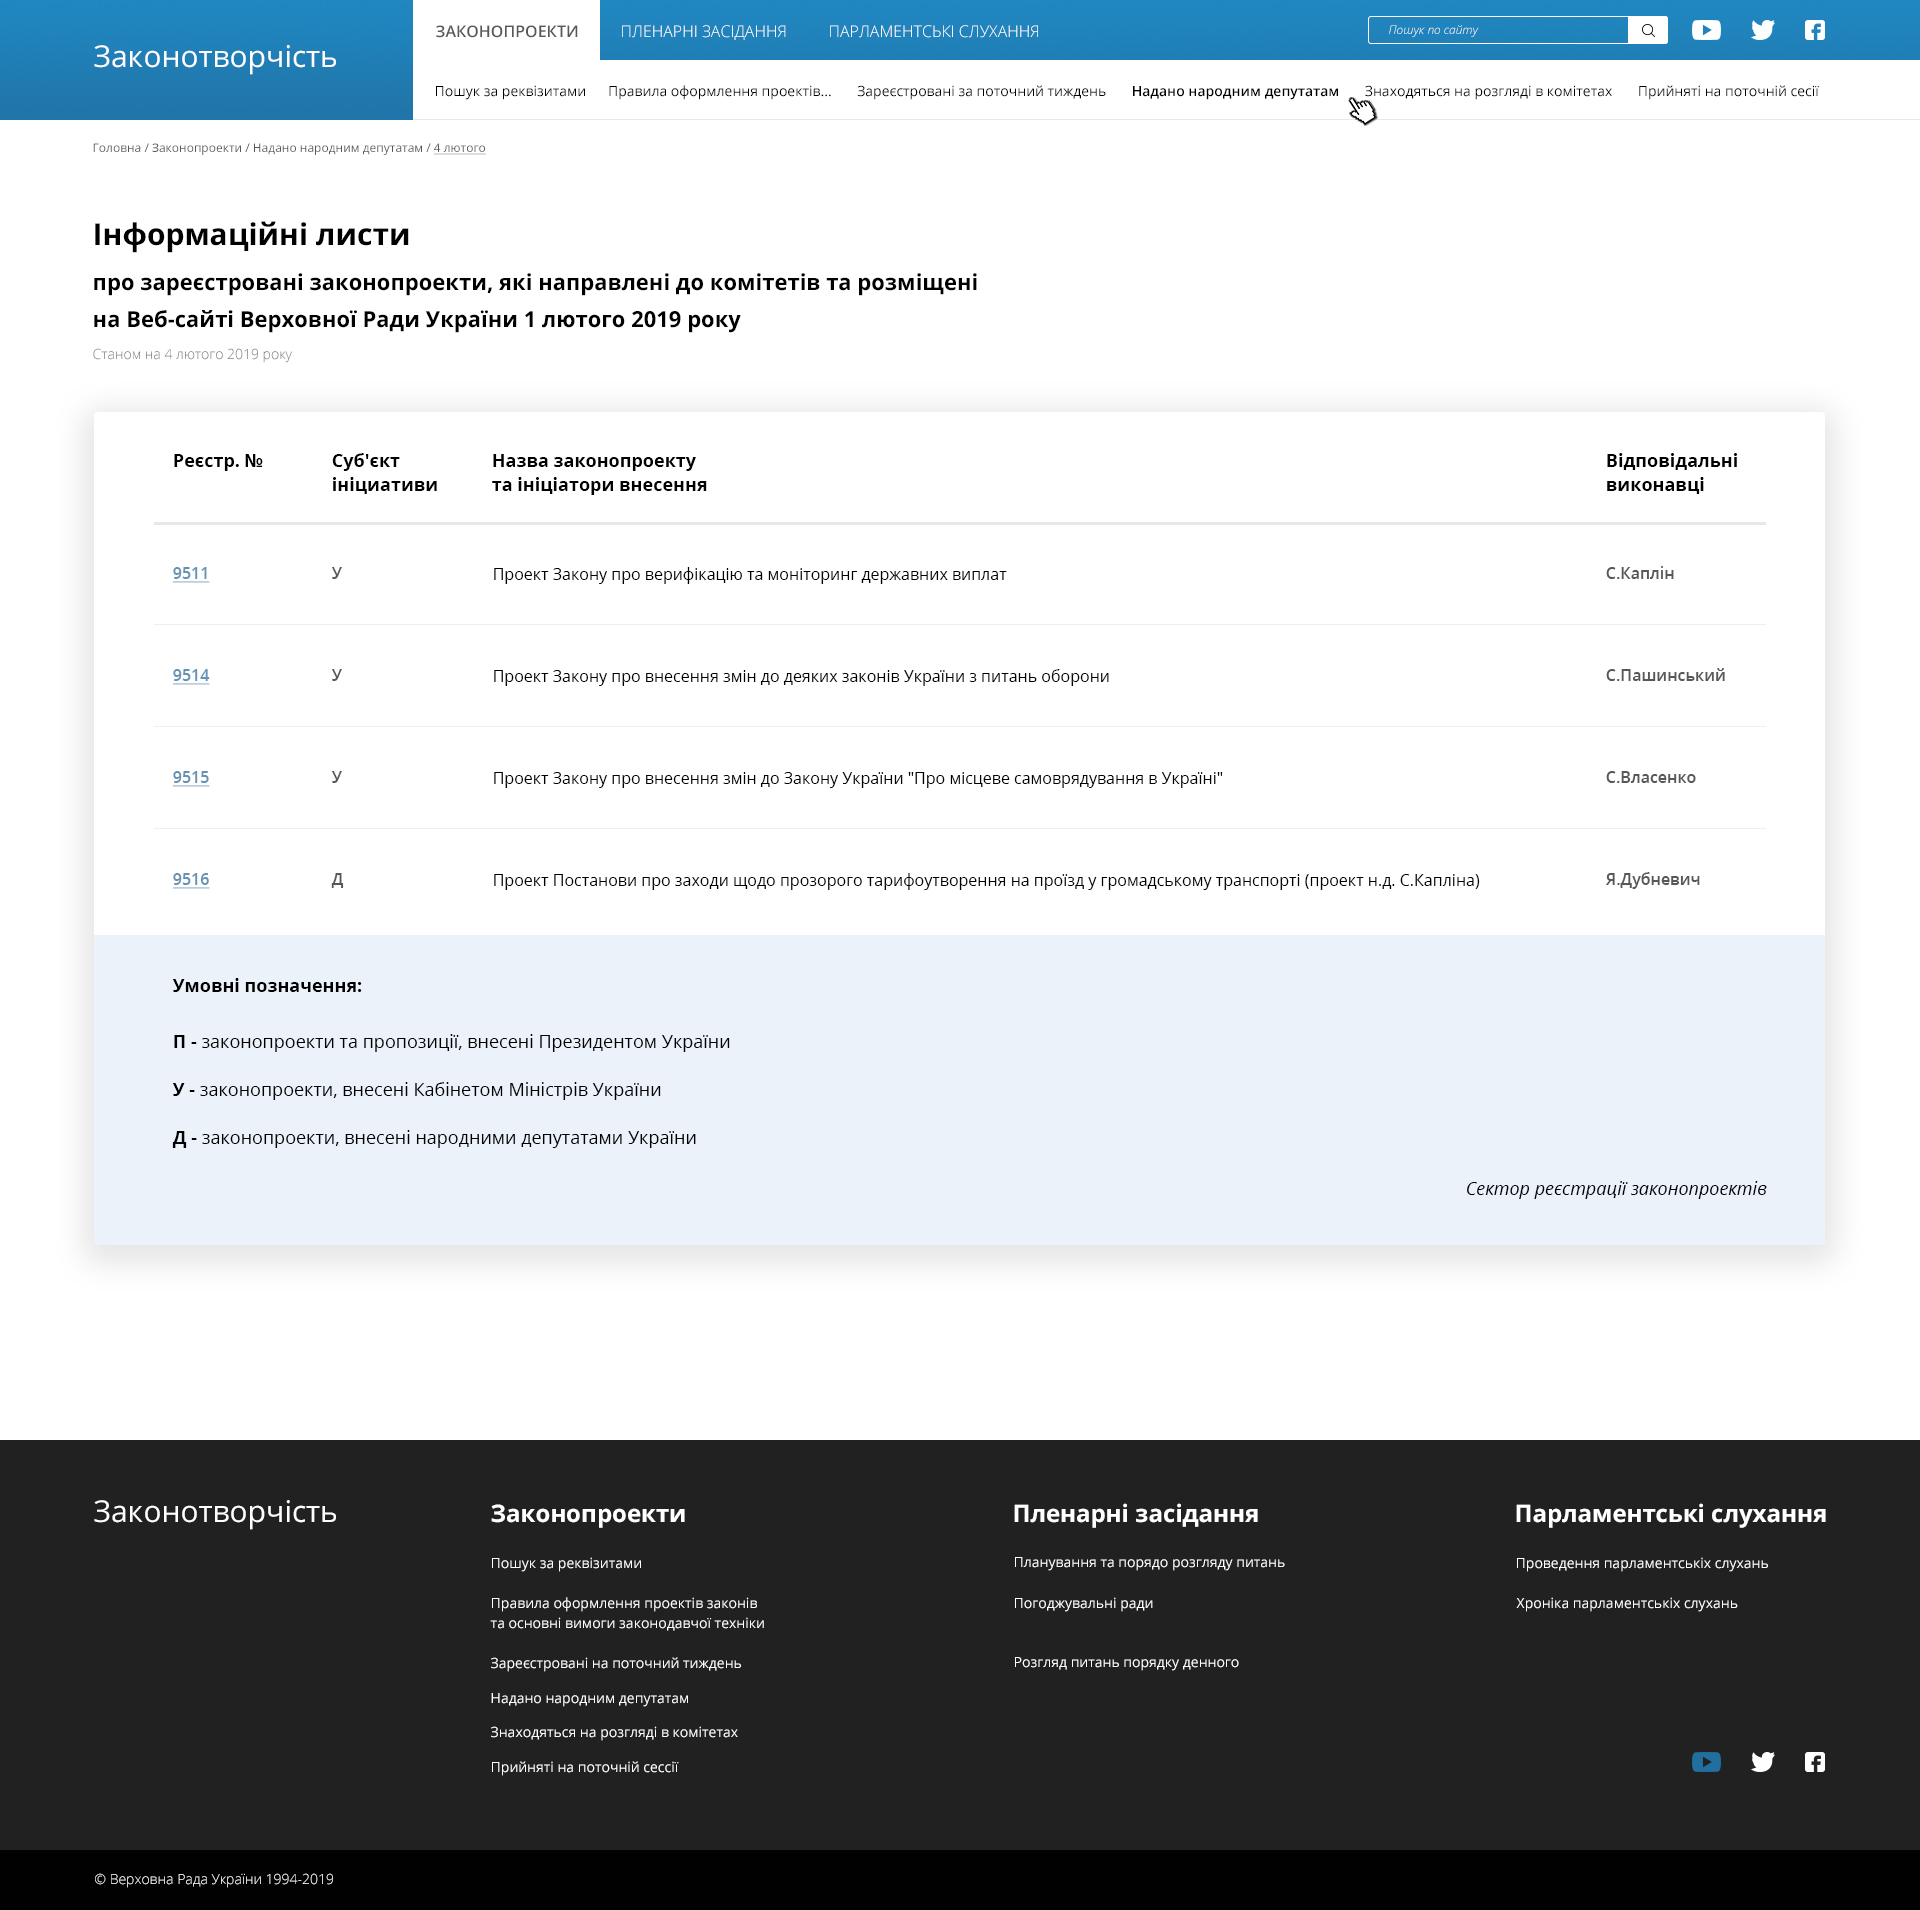 Законотворчість
ЗАКОНОПРОЕКТИ
ПЛЕНАРНІ ЗАСІДАННЯ
ПАРЛАМЕНТСЬКІ СЛУХАННЯ
Пошук по сайту
Пошук за реквізитами
Правила оформлення проектів...
Зареєстровані за поточний тиждень
Надано народним депутатам
Знаходяться на розгляді в комітетах
Прийняті на поточній сесії
Головна / Законопроекти / Надано народним депутатам / 4 лютого
Інформаційні листи
про зареєстровані законопроекти, які направлені до комітетів та розміщені
на Веб-сайті Верховної Ради України 1 лютого 2019 року
Станом на 4 лютого 2019 року
Реєстр. №
Суб'єкт
ініциативи
Назва законопроекту
та ініціатори внесення
Відповідальні
виконавці
9511 У Проект Закону про верифікацію та моніторинг державних виплат С.Каплін
9514 У Проект Закону про внесення змін до деяких законів України з питань оборони С.Пашинський
9515 У Проект Закону про внесення змін до Закону України "Про місцеве самоврядування в Україні" С.Власенко
9516 Д Проект Постанови про заходи щодо прозорого тарифоутворення на проїзд у громадському транспорті (проект н.д. С.Капліна) Я.Дубневич
Умовні позначення:
П - законопроекти та пропозиції, внесені Президентом України
У - законопроекти, внесені Кабінетом Міністрів України
Д - законопроекти, внесені народними депутатами України
Сектор реєстрації законопроектів
Законотворчість
Законопроекти
Пошук за реквізитами
Правила оформлення проектів законів
та основні вимоги законодавчої техніки
Зареєстровані на поточний тиждень
Надано народним депутатам
Знаходяться на розгляді в комітетах
Прийняті на поточній сессії
Пленарні засідання
Планування та порядо розгляду питань
Погоджувальні ради
Розгляд питань порядку денного
Парламентські слухання
Проведення парламентськіх слухань
Хроніка парламентськіх слухань
© Верховна Рада України 1994-2019